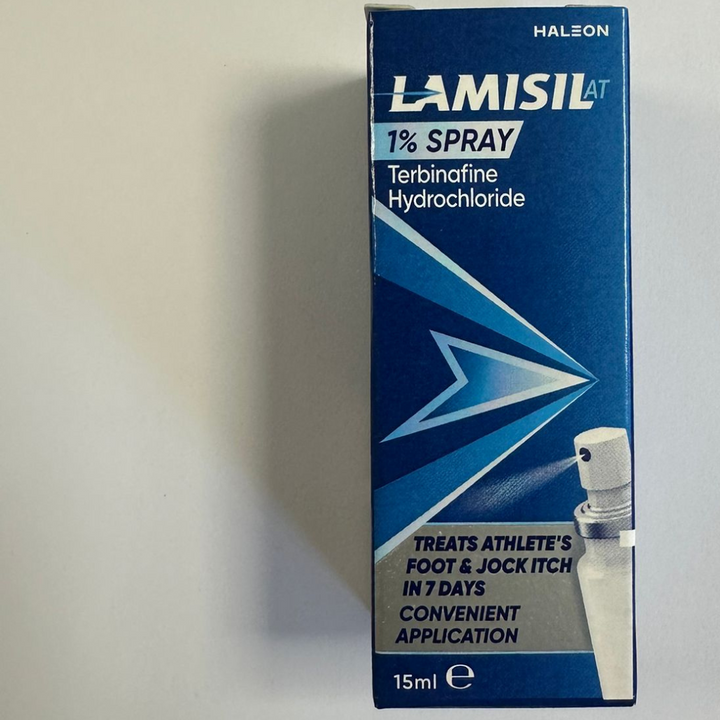 HALEON
LAMISIL AT
1% SPRAY
Terbinafine
Hydrochloride
TREATS ATHLETE'S
FOOT & JOCK ITCH
IN 7 DAYS
CONVENIENT
APPLICATION
15ml ℮